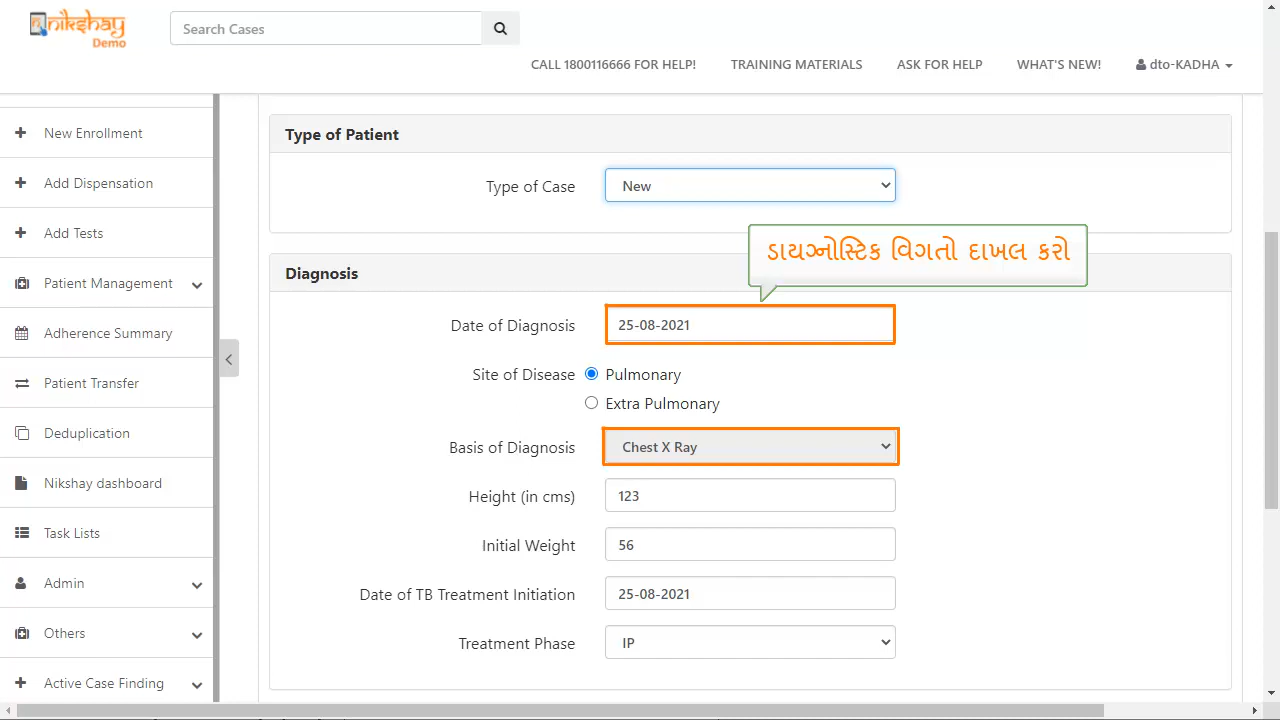 nikshay
Demo
Search Cases
CALL 1800116666 FOR HELP!
TRAINING MATERIALS
ASK FOR HELP
WHAT'S NEW!
dto-KADHA
New Enrollment
Add Dispensation
Add Tests
Patient Management
Adherence Summary
Patient Transfer
Deduplication
Nikshay dashboard
Task Lists
Admin
Others
Active Case Finding
Type of Patient
Type of Case New
ડાયગ્નોસ્ટિક વિગતો દાખલ કરો
Diagnosis
Date of Diagnosis 25-08-2021
Site of Disease Pulmonary
Extra Pulmonary
Basis of Diagnosis Chest X Ray
Height (in cms) 123
Initial Weight 56
Date of TB Treatment Initiation 25-08-2021
Treatment Phase IP